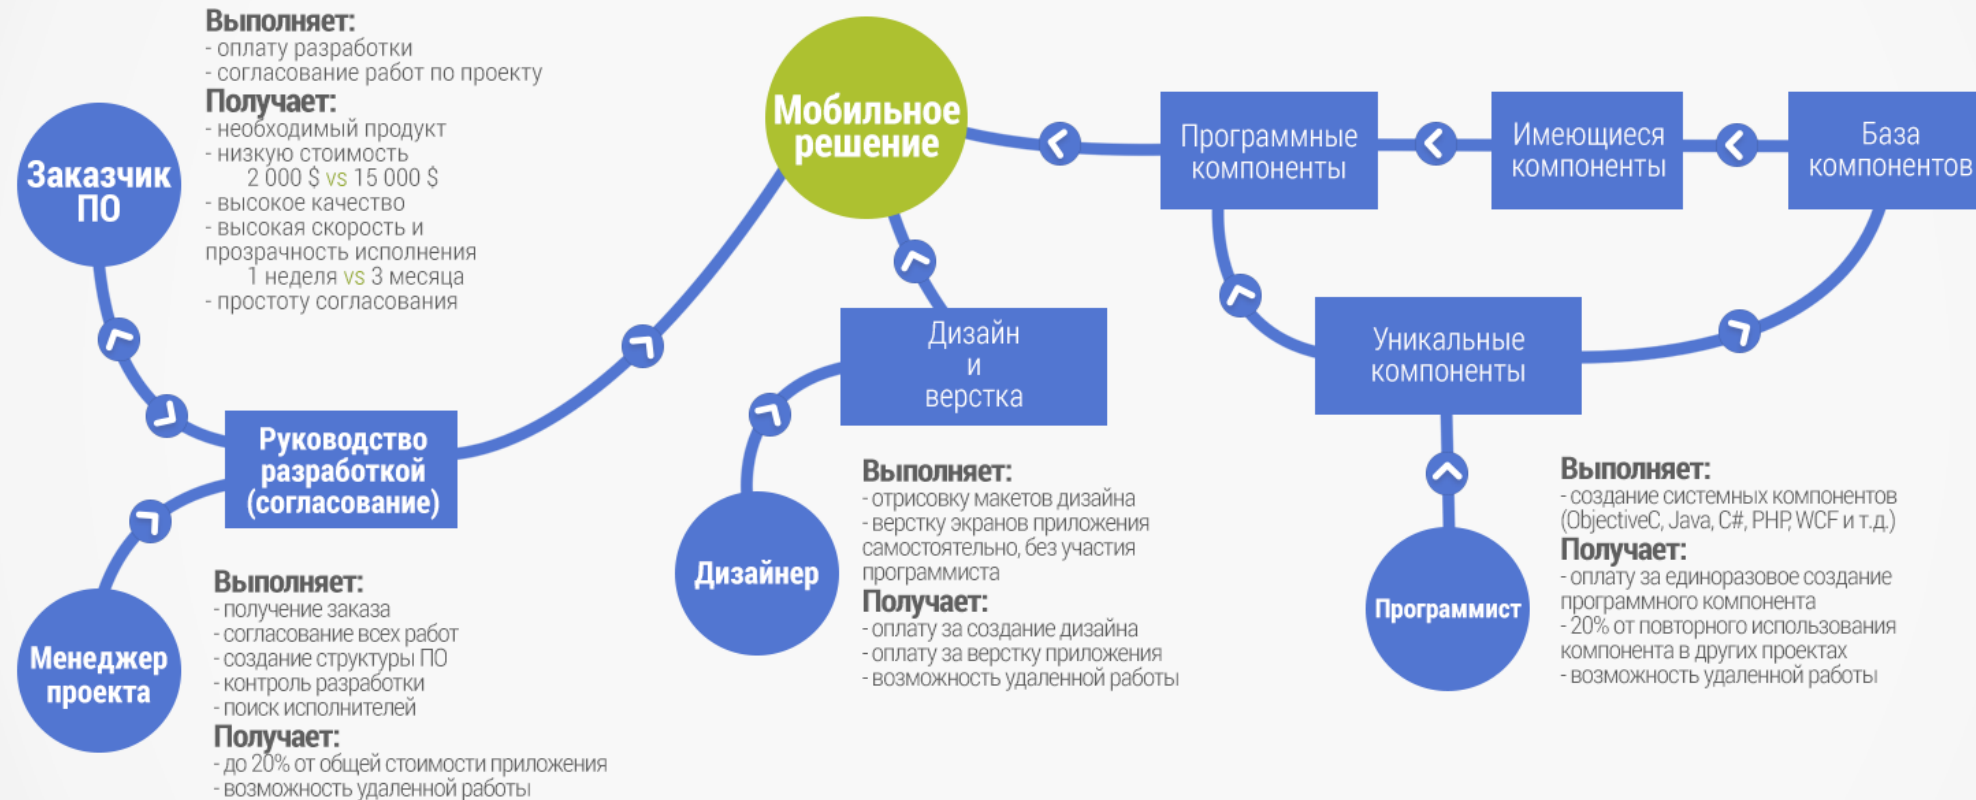 Выполняет:
- оплату разработки
- согласование работ по проекту
Получает:
- необходимый продукт
- низкую стоимость
2 000 $ vs 15 000 $
- высокое качество
- высокая скорость и
прозрачность исполнения
1 неделя vs 3 месяца
- простоту согласования
Заказчик
ПО
Руководство
разработкой
(согласование)
Менеджер
проекта
Выполняет:
- получение заказа
- согласование всех работ
- создание структуры ПО
- контроль разработки
- поиск исполнителей
Получает:
- до 20% от общей стоимости приложения
- возможность удаленной работы
Мобильное
решение
Дизайн
и
верстка
Дизайнер
Выполняет:
- отрисовку макетов дизайна
- верстку экранов приложения
самостоятельно, без участия
программиста
Получает:
- оплату за создание дизайна
- оплату за верстку приложения
- возможность удаленной работы
Программные
компоненты
Имеющиеся
компоненты
База
компонентов
Уникальные
компоненты
Программист
Выполняет:
- создание системных компонентов
(ObjectiveC, Java, C#, PHP, WCF и т.д.)
Получает:
- оплату за единоразовое создание
программного компонента
- 20% от повторного использования
компонента в других проектах
- возможность удаленной работы